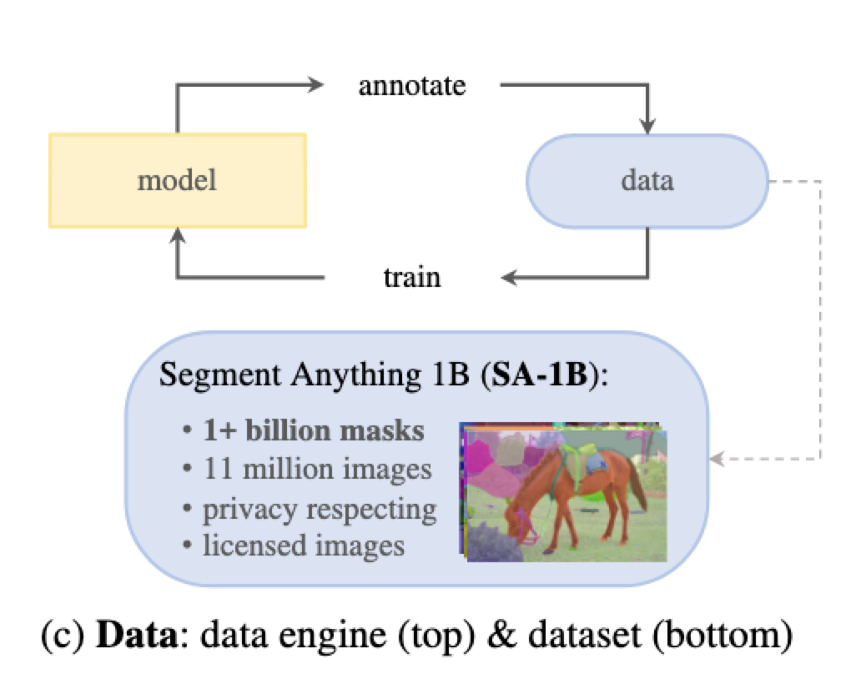 annotate
model
data
train
Segment Anything 1B (SA-1B):
• 1+ billion masks
• 11 million images
• privacy respecting
• licensed images
(c) Data: data engine (top) & dataset (bottom)